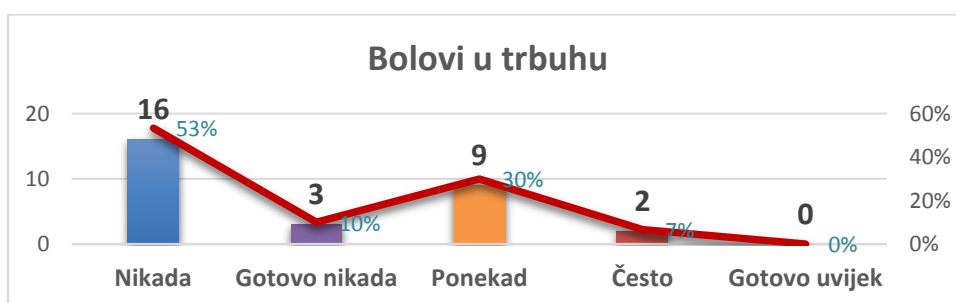 Bolovi u trbuhu
20
10
0
60%
40%
20%
0%
16
3
9
2
0
53%
10%
30%
7%
0%
Nikada
Gotovo nikada
Ponekad
Često
Gotovo uvijek